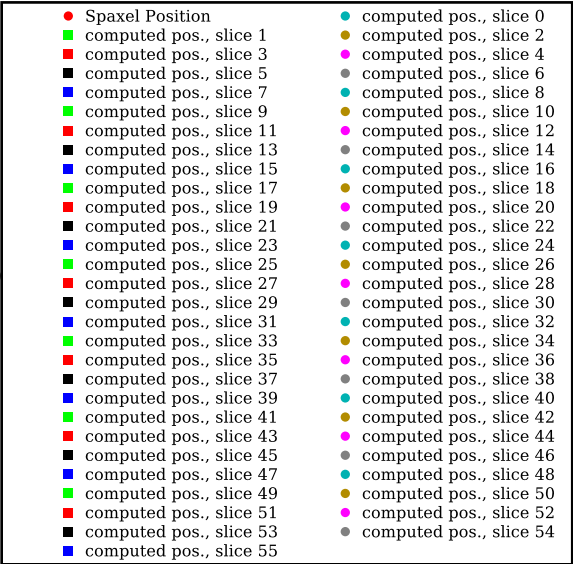 Spaxel Position
computed pos., slice 1
computed pos., slice 3
computed pos., slice 5
computed pos., slice 7
computed pos., slice 9
computed pos., slice 11
computed pos., slice 13
computed pos., slice 15
computed pos., slice 17
computed pos., slice 19
computed pos., slice 21
computed pos., slice 23
computed pos., slice 25
computed pos., slice 27
computed pos., slice 29
computed pos., slice 31
computed pos., slice 33
computed pos., slice 35
computed pos., slice 37
computed pos., slice 39
computed pos., slice 41
computed pos., slice 43
computed pos., slice 45
computed pos., slice 47
computed pos., slice 49
computed pos., slice 51
computed pos., slice 53
computed pos., slice 55
computed pos., slice 0
computed pos., slice 2
computed pos., slice 4
computed pos., slice 6
computed pos., slice 8
computed pos., slice 10
computed pos., slice 12
computed pos., slice 14
computed pos., slice 16
computed pos., slice 18
computed pos., slice 20
computed pos., slice 22
computed pos., slice 24
computed pos., slice 26
computed pos., slice 28
computed pos., slice 30
computed pos., slice 32
computed pos., slice 34
computed pos., slice 36
computed pos., slice 38
computed pos., slice 40
computed pos., slice 42
computed pos., slice 44
computed pos., slice 46
computed pos., slice 48
computed pos., slice 50
computed pos., slice 52
computed pos., slice 54